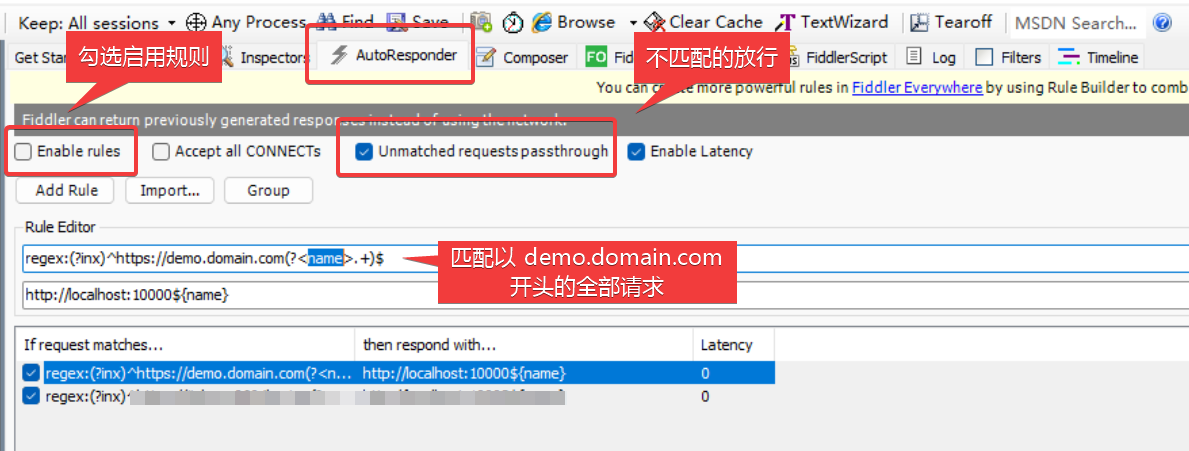 Keep: All sessions Any Process Find Save Browse Clear Cache TextWizard Tearoff MSDN Search...
Get Star Inspectors AutoResponder Composer FO Fid FiddlerScript Log Filters Timeline
勾选启用规则
不匹配的放行
You can create more powerful rules in Fiddler Everywhere by using Rule Builder to comb
Fiddler can return previously generated responses instead of using the network.
Enable rules Accept all CONNECTs Unmatched requests passthrough Enable Latency
Add Rule Import... Group
Rule Editor
regex:(?inx)^https://demo.domain.com(?<name>.+)$
匹配以 demo.domain.com
开头的全部请求
http://localhost:10000${name}
If request matches... then respond with... Latency
regex:(?inx)^https://demo.domain.com(?<n... http://localhost:10000${name} 0
regex:(?inx)^ 0